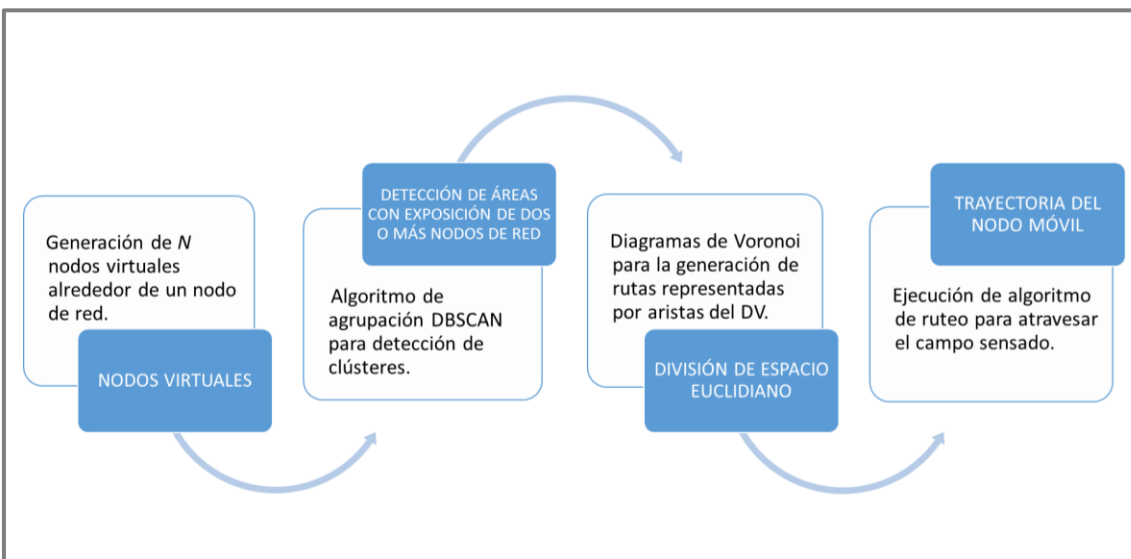 Generación de N
nodos virtuales
alrededor de un nodo
de red.
NODOS VIRTUALES
DETECCIÓN DE ÁREAS
CON EXPOSICIÓN DE DOS
O MÁS NODOS DE RED
Algoritmo de
agrupación DBSCAN
para detección de
clústeres.
Diagramas de Voronoi
para la generación de
rutas representadas
por aristas del DV.
DIVISIÓN DE ESPACIO
EUCLIDIANO
TRAYECTORIA DEL
NODO MÓVIL
Ejecución de algoritmo
de ruteo para atravesar
el campo sensado.